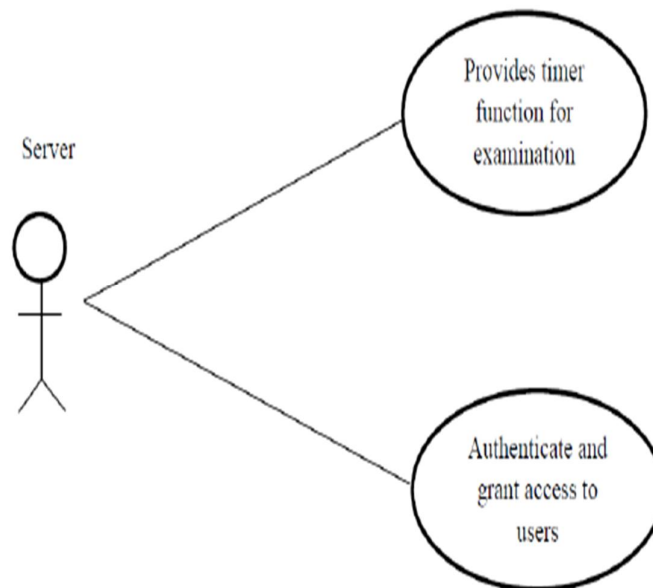 Provides timer
function for
examination
Server
Authenticate and
grant access to
users